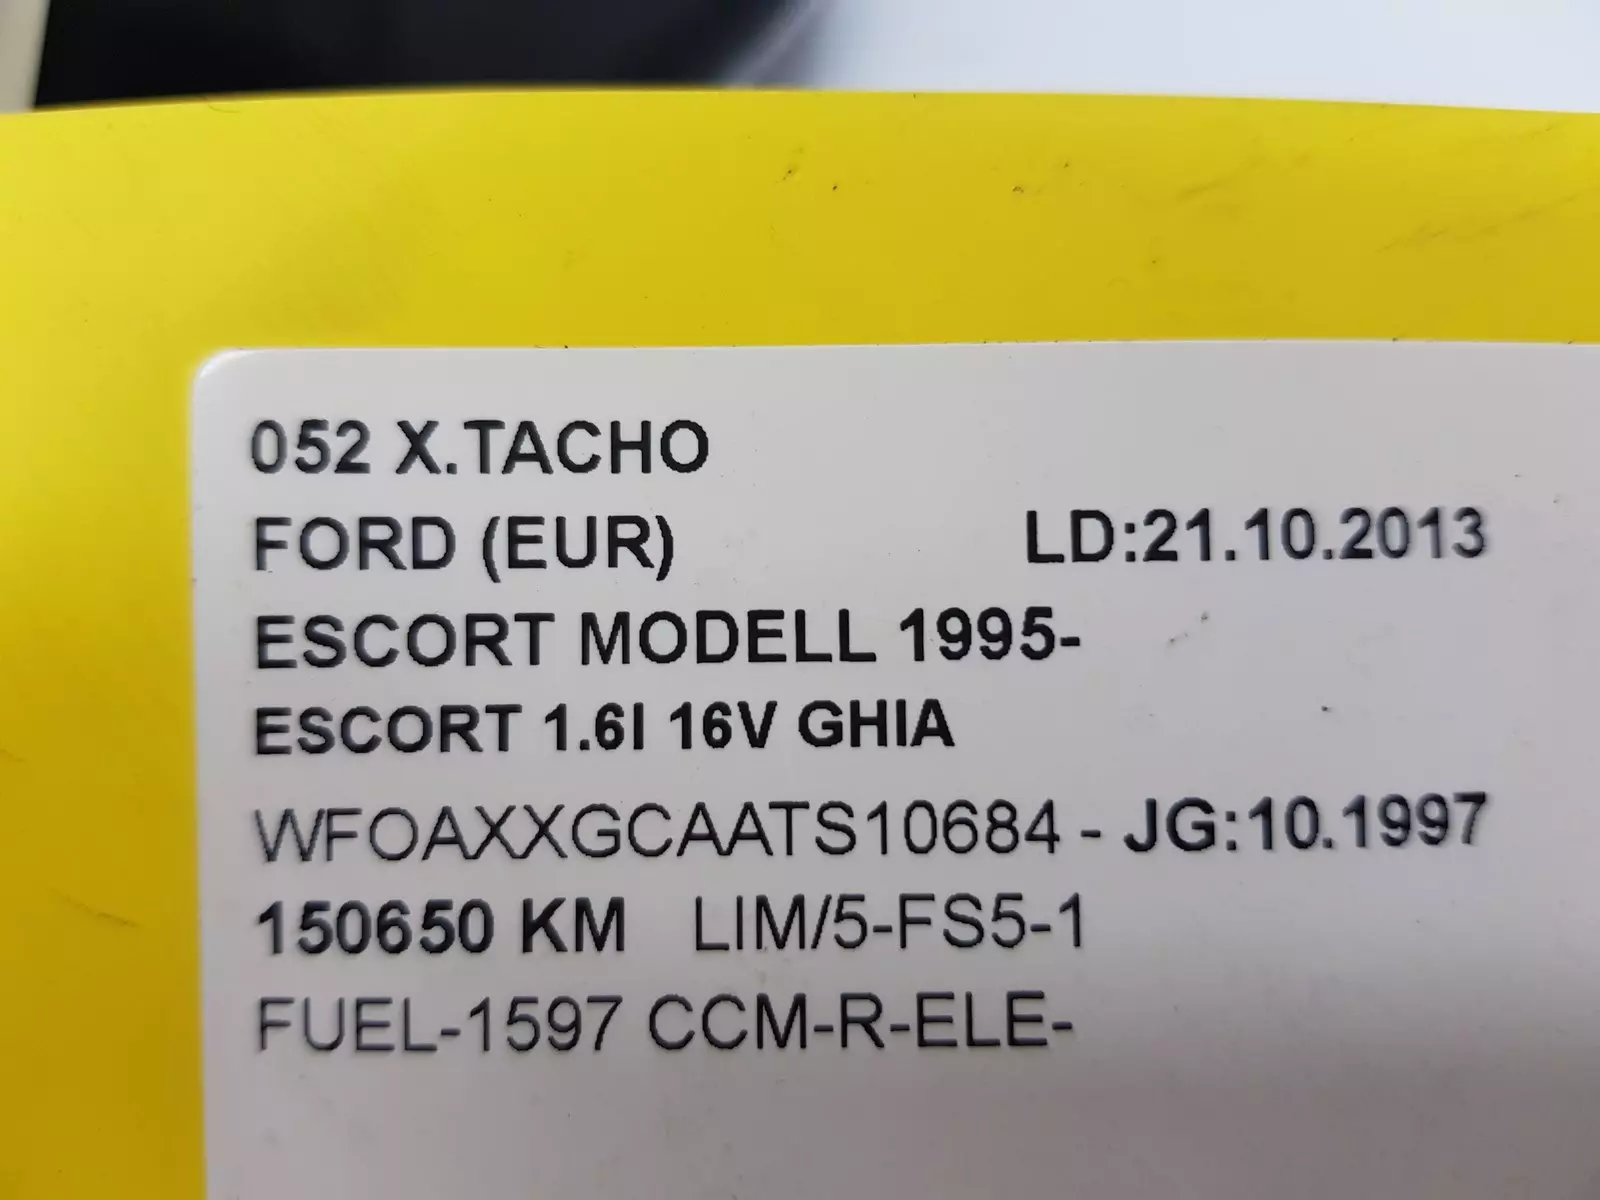 052 X.TACHO
FORD (EUR) LD:21.10.2013
ESCORT MODELL 1995-
ESCORT 1.6I 16V GHIA
WFOAXXGCAATS10684 - JG:10.1997
150650 KM LIM/5-FS5-1
FUEL-1597 CCM-R-ELE-